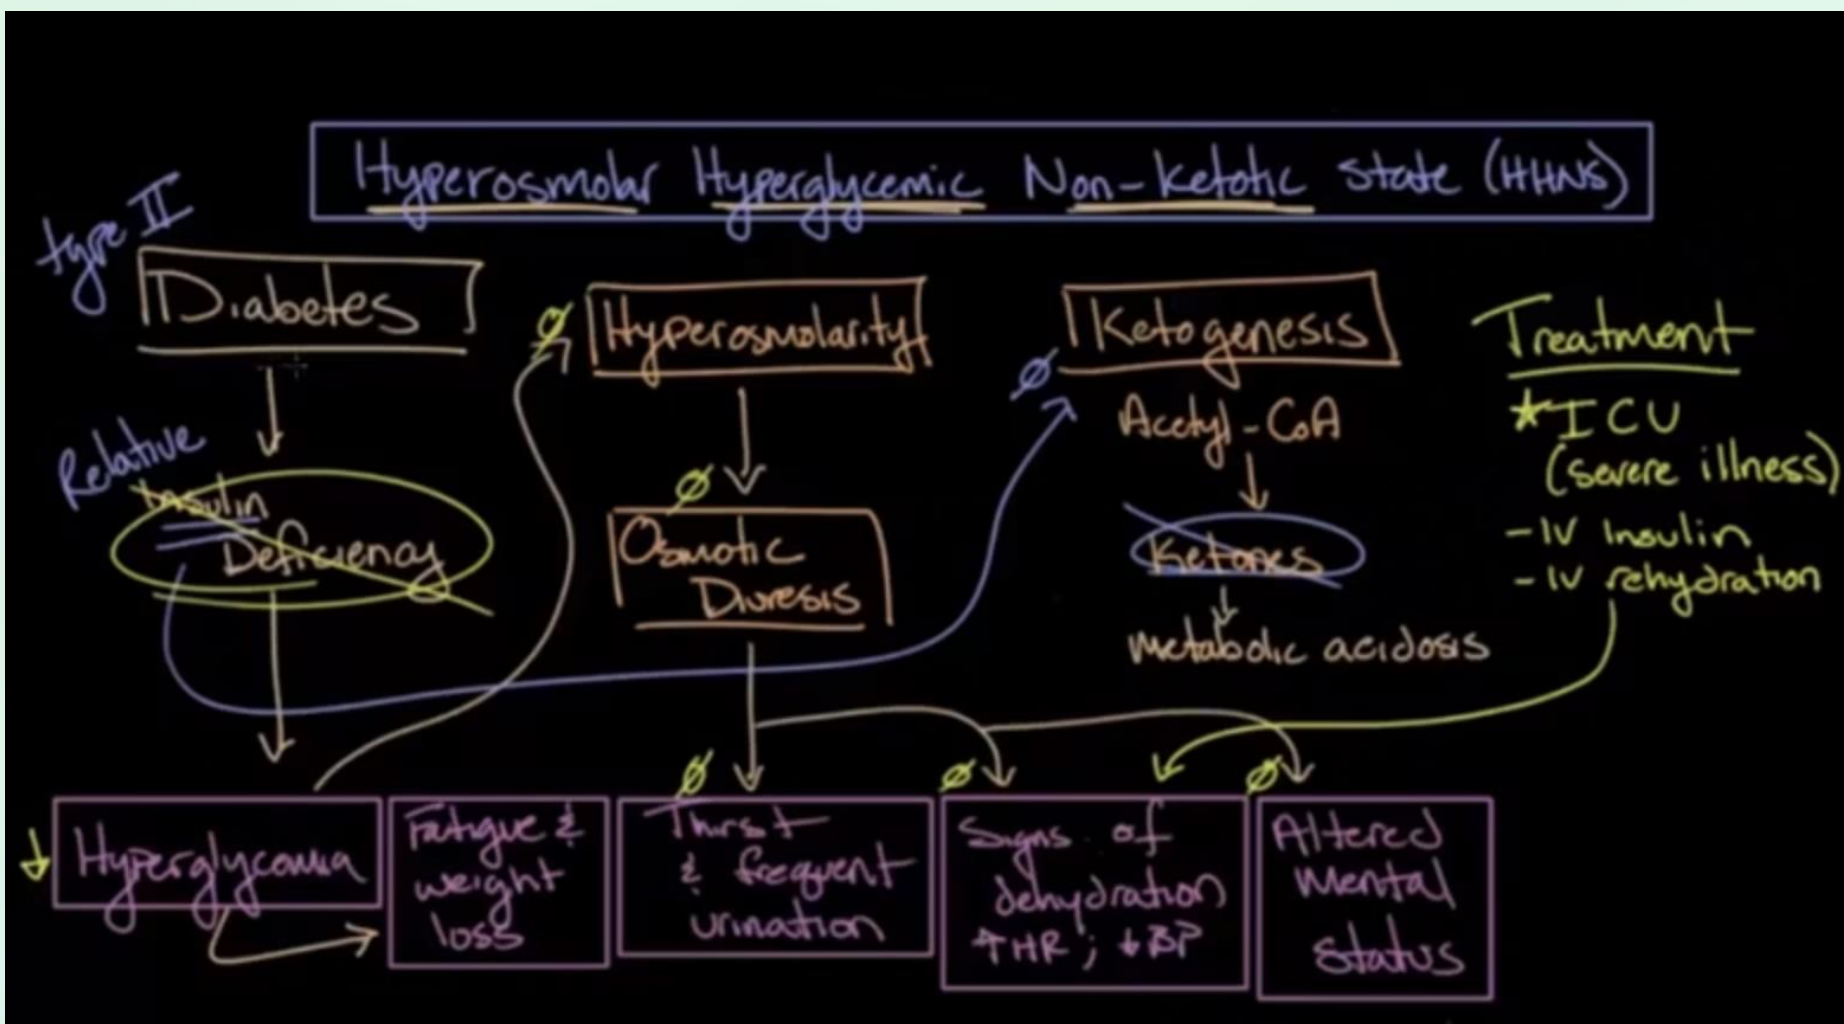 Hyperosmolar Hyperglycemic Non-Ketotic State (HHNS)
type II
Diabetes
Relative
Insulin
Deficiency
Hyperosmolarity
Osmotic
Diuresis
Ketogenesis
Acetyl-CoA
Ketones
Metabolic acidosis
Treatment
★ICU
(severe illness)
- IV Insulin
- IV rehydration
↓ Hyperglycemia
Fatigue &
weight
loss
Thirst
& frequent
urination
Signs of
dehydration
↑HR; ↓BP
Altered
Mental
Status